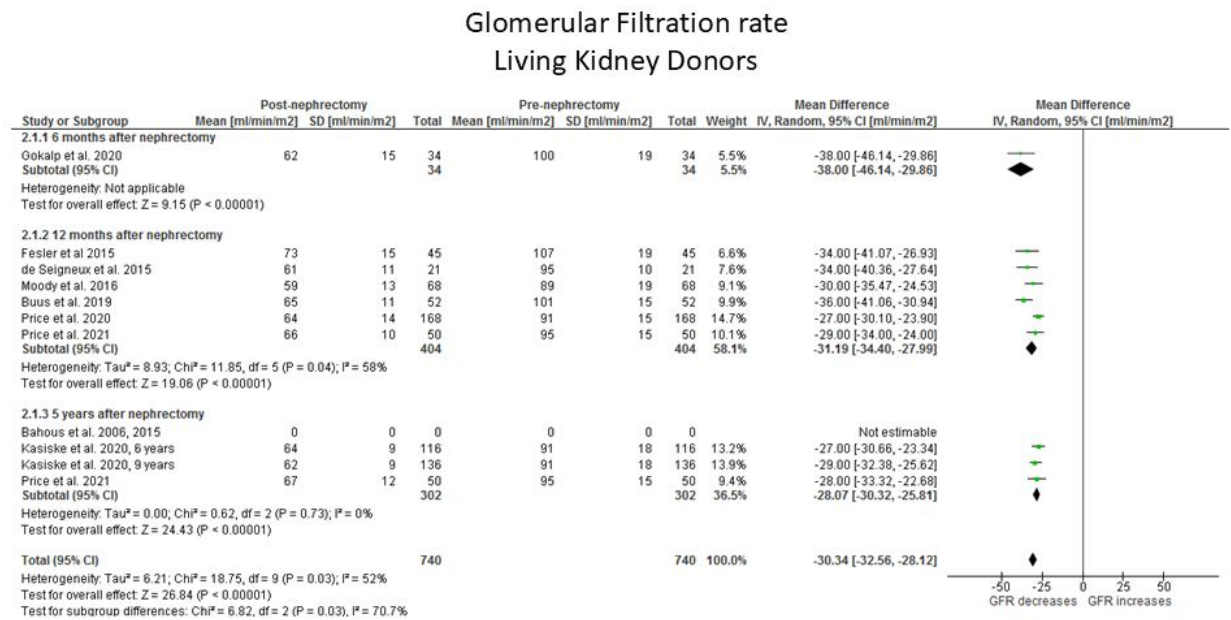 Glomerular Filtration rate
Living Kidney Donors
Post-nephrectomy Pre-nephrectomy Mean Difference Mean Difference
Study or Subgroup Mean [ml/min/m2] SD [ml/min/m2] Total Mean [ml/min/m2] SD [ml/min/m2] Total Weight IV, Random, 95% CI [ml/min/m2] IV, Random, 95% CI [ml/min/m2]
2.1.1 6 months after nephrectomy
Gokalp et al. 2020 62 15 34 100 19 34 5.5% -38.00 [-46.14, -29.86]
Subtotal (95% CI) 34 34 5.5% -38.00 [-46.14, -29.86]
Heterogeneity: Not applicable
Test for overall effect: Z = 9.15 (P < 0.00001)
2.1.2 12 months after nephrectomy
Fesler et al 2015 73 15 45 107 19 45 6.6% -34.00 [-41.07, -26.93]
de Seigneux et al. 2015 61 11 21 95 10 21 7.6% -34.00 [-40.36, -27.64]
Moody et al. 2016 59 13 68 89 19 68 9.1% -30.00 [-35.47, -24.53]
Buus et al. 2019 65 11 52 101 15 52 9.9% -36.00 [-41.06, -30.94]
Price et al. 2020 64 14 168 91 15 168 14.7% -27.00 [-30.10, -23.90]
Price et al. 2021 66 10 50 95 15 50 10.1% -29.00 [-34.00, -24.00]
Subtotal (95% CI) 404 404 58.1% -31.19 [-34.40, -27.99]
Heterogeneity: Tau² = 8.93; Chi² = 11.85, df = 5 (P = 0.04); I² = 58%
Test for overall effect: Z = 19.06 (P < 0.00001)
2.1.3 5 years after nephrectomy
Bahous et al. 2006, 2015 0 0 0 0 0 0 Not estimable
Kasiske et al. 2020, 6 years 64 9 116 91 18 116 13.2% -27.00 [-30.66, -23.34]
Kasiske et al. 2020, 9 years 62 9 136 91 18 136 13.9% -29.00 [-32.38, -25.62]
Price et al. 2021 67 12 50 95 15 50 9.4% -28.00 [-33.32, -22.68]
Subtotal (95% CI) 302 302 36.5% -28.07 [-30.32, -25.81]
Heterogeneity: Tau² = 0.00; Chi² = 0.62, df = 2 (P = 0.73); I² = 0%
Test for overall effect: Z = 24.43 (P < 0.00001)
Total (95% CI) 740 740 100.0% -30.34 [-32.56, -28.12]
Heterogeneity: Tau² = 6.21; Chi² = 18.75, df = 9 (P = 0.03); I² = 52%
Test for overall effect: Z = 26.84 (P < 0.00001)
Test for subgroup differences: Chi² = 6.82, df = 2 (P = 0.03), I² = 70.7%
-50 -25 0 25 50
GFR decreases GFR increases